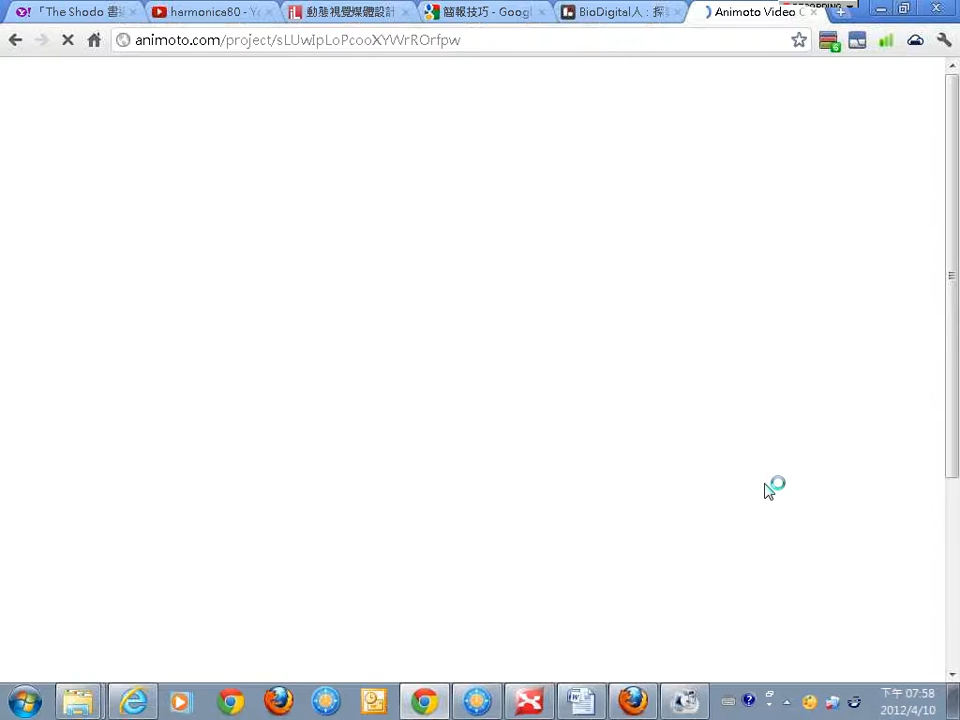 「The Shodo 書
harmonica80 - Yo
動態視覺媒體設計
簡報技巧 - Googl
BioDigital人：探
Animoto Video C
RECORDING
animoto.com/project/sLUwIpLoPcooXYWrROrfpw
6
下午 07:58
2012/4/10